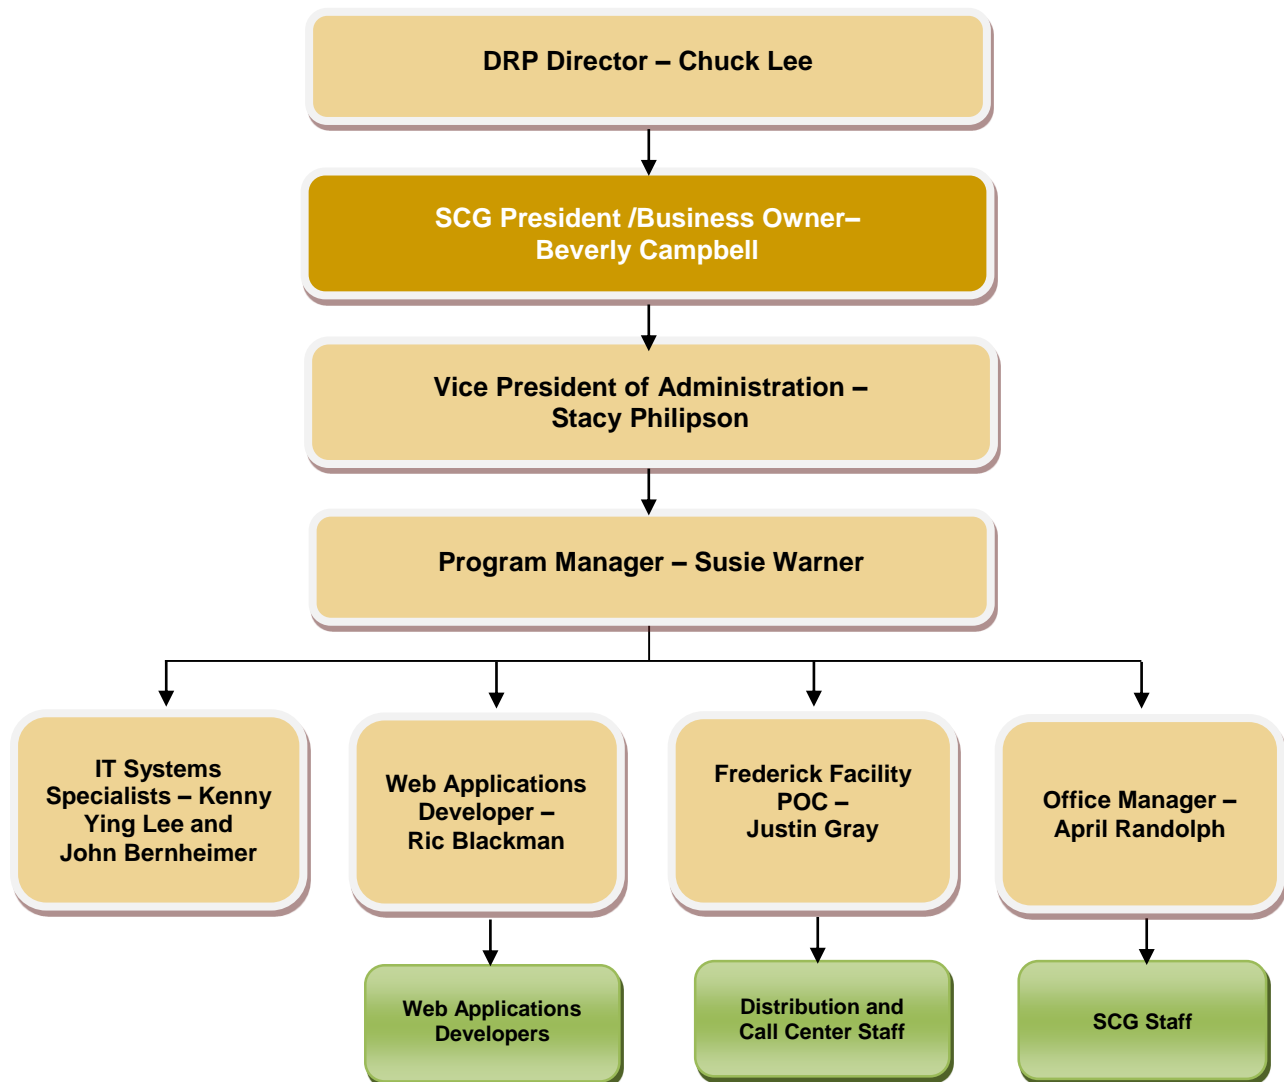 DRP Director – Chuck Lee
SCG President /Business Owner–
Beverly Campbell
Vice President of Administration –
Stacy Philipson
Program Manager – Susie Warner
IT Systems
Specialists – Kenny
Ying Lee and
John Bernheimer
Web Applications
Developer –
Ric Blackman
Frederick Facility
POC –
Justin Gray
Office Manager –
April Randolph
Web Applications
Developers
Distribution and
Call Center Staff
SCG Staff